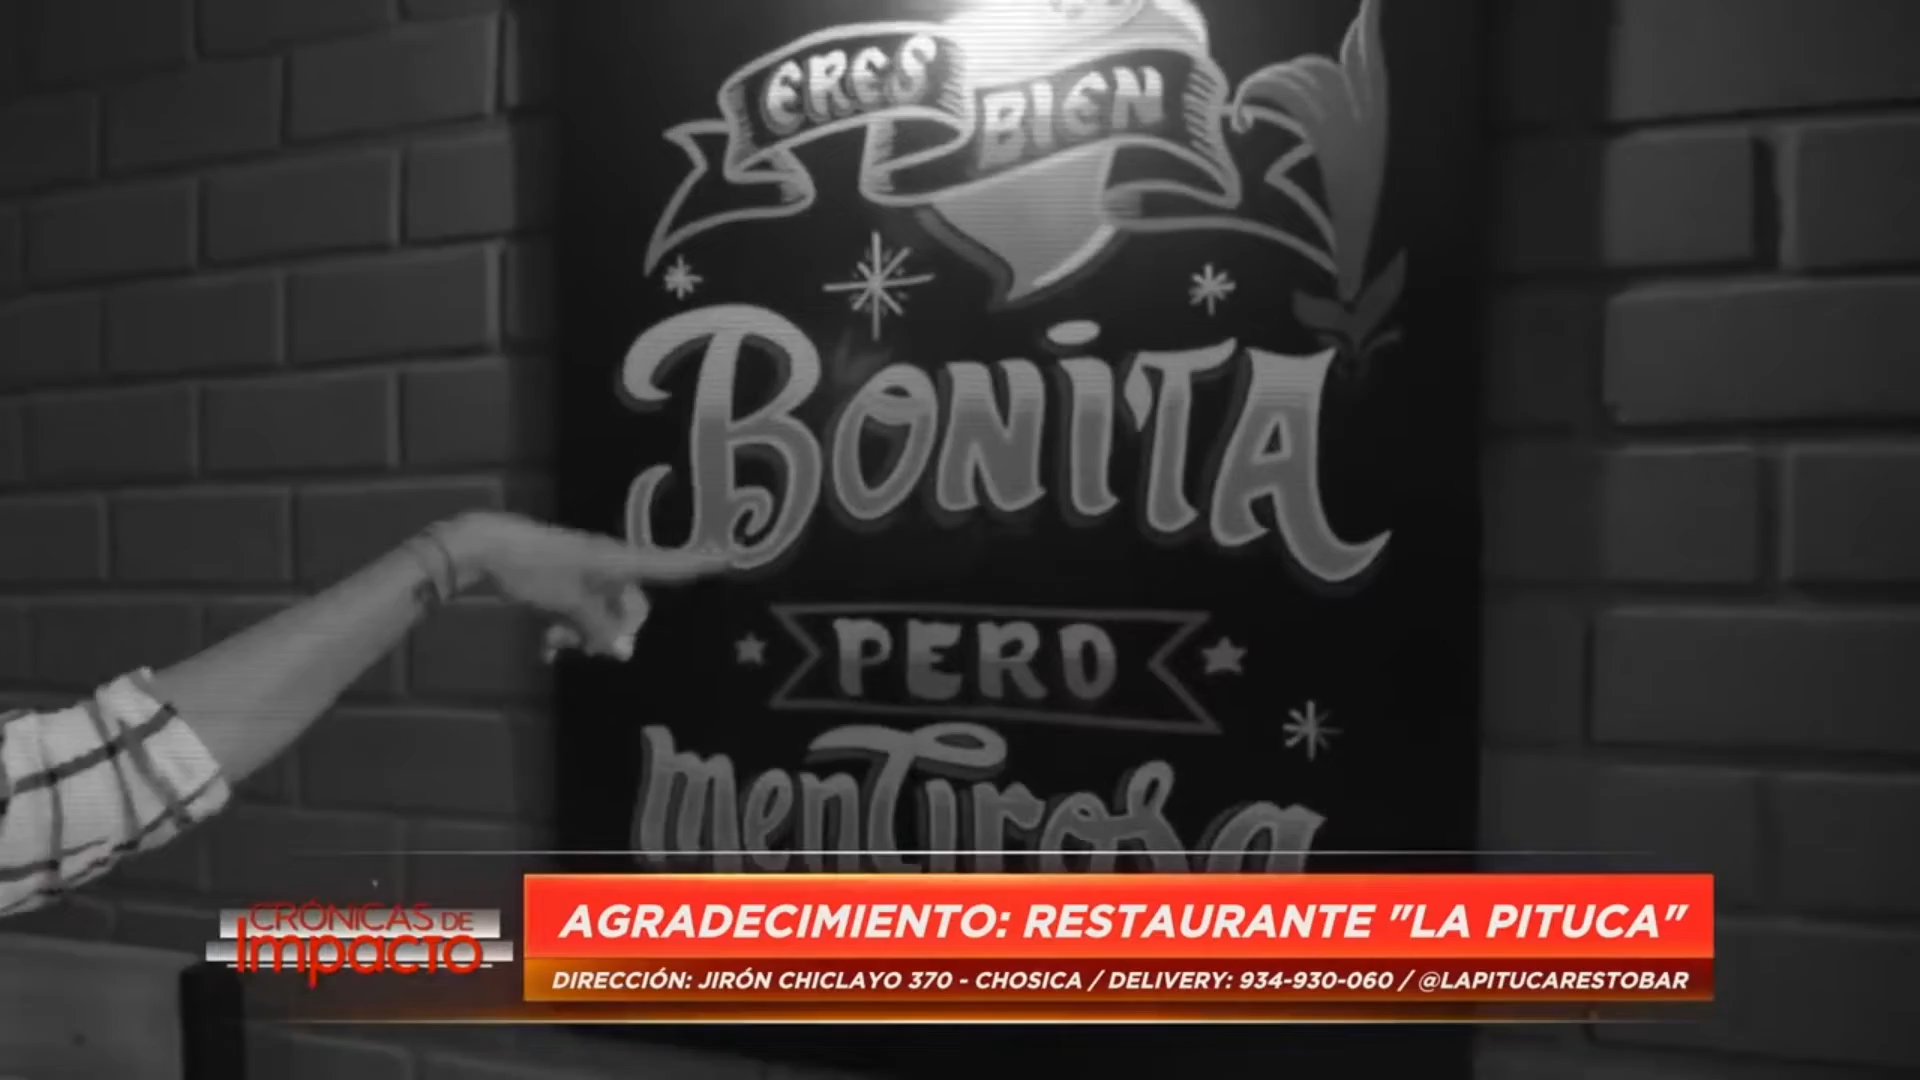 ERES
BIEN
BONITA
PERO
menTirosa
CRÓNICAS DE
Impacto
AGRADECIMIENTO: RESTAURANTE "LA PITUCA"
DIRECCIÓN: JIRÓN CHICLAYO 370 - CHOSICA / DELIVERY: 934-930-060 / @LAPITUCARESTOBAR